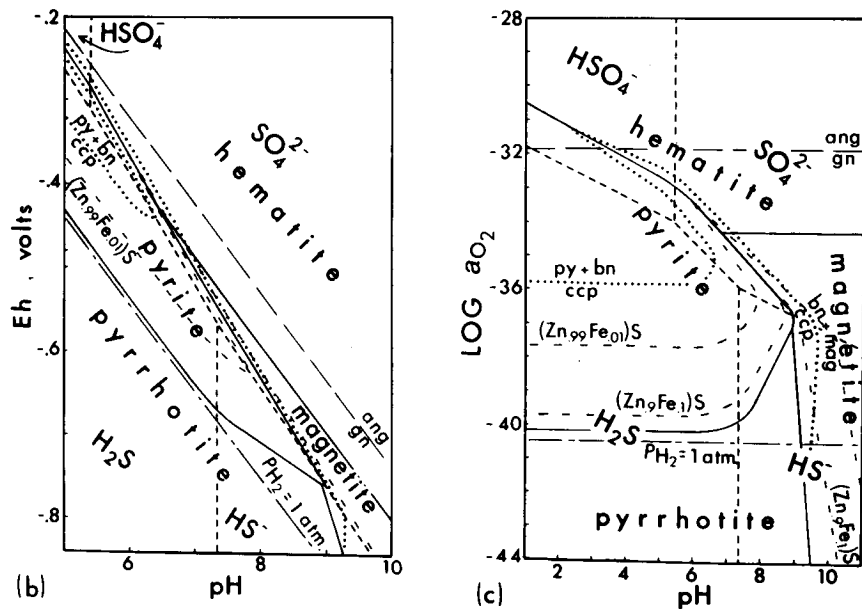 -.2
-.4
-.6
-.8
Eh, volts
HSO₄⁻
SO₄²⁻
hematite
py+bn
ccp
(Zn.99Fe.01)S
pyrite
pyrrhotite
magnetite
ang
gn
H₂S
PH₂=1 atm.
HS⁻
6
8
10
pH
(b)
-28
-32
-36
-40
-44
LOG aO₂
HSO₄⁻
hematite
SO₄²⁻
ang
gn
pyrite
py+bn
ccp
bn+mag
ccp
magnetite
(Zn.99Fe.01)S
(Zn.9Fe.1)S
H₂S
PH₂=1 atm.
HS⁻
(Zn.9Fe.1)S
pyrrhotite
2
4
6
8
10
pH
(c)